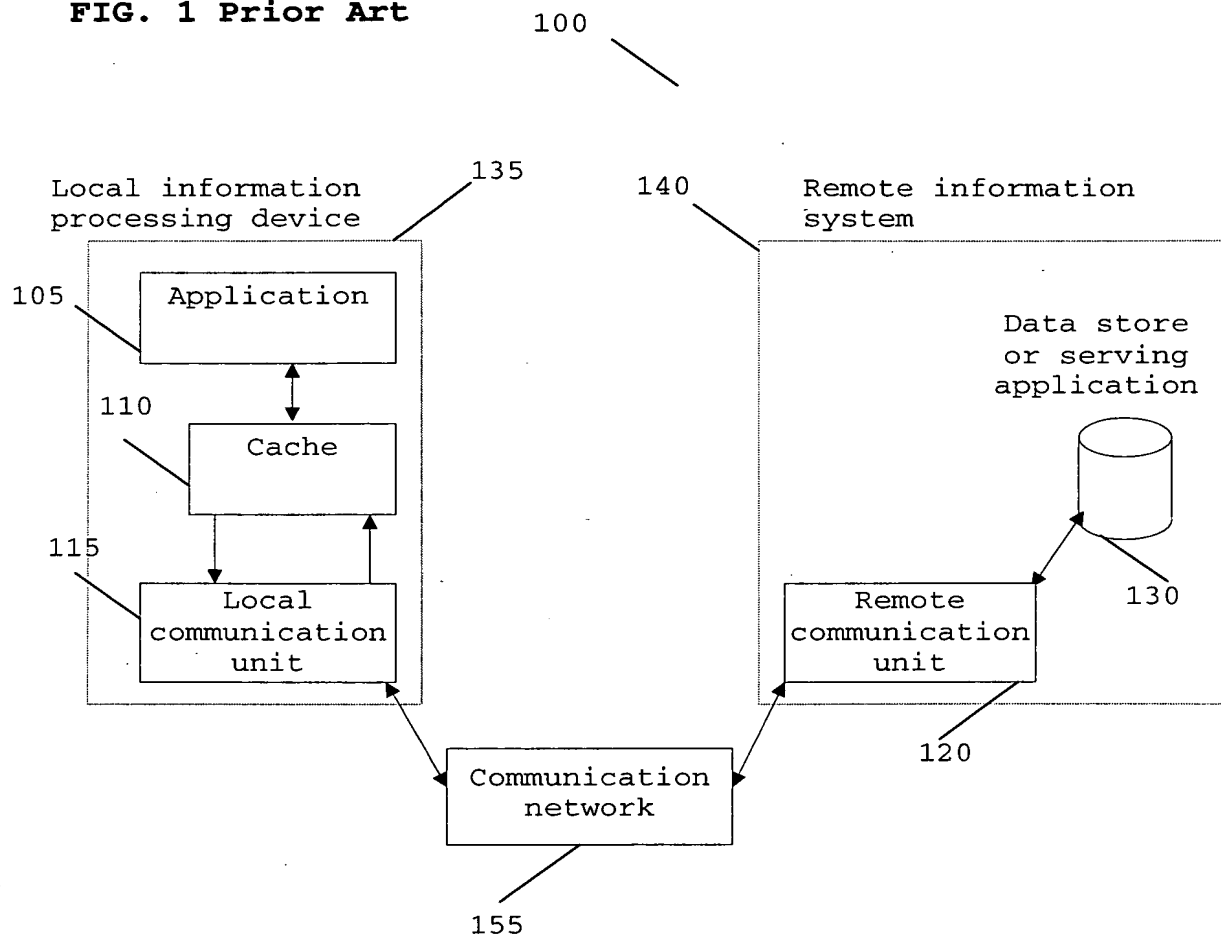 FIG. 1 Prior Art
100
135
140
Local information
processing device
Remote information
system
105
Application
Data store
or serving
application
110
Cache
115
Local
communication
unit
Remote
communication
unit
130
120
Communication
network
155